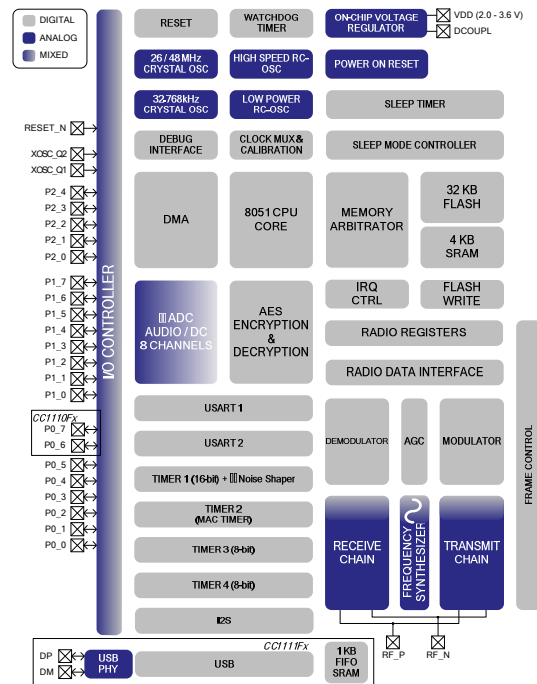 DIGITAL
ANALOG
MIXED
RESET
WATCHDOG
TIMER
ON-CHIP VOLTAGE
REGULATOR
VDD (2.0 - 3.6 V)
DCOUPL
26 / 48 MHz
CRYSTAL OSC
HIGH SPEED RC-
OSC
POWER ON RESET
32.768kHz
CRYSTAL OSC
LOW POWER
RC-OSC
SLEEP TIMER
RESET_N
DEBUG
INTERFACE
CLOCK MUX &
CALIBRATION
SLEEP MODE CONTROLLER
XOSC_Q2
XOSC_Q1
P2_4
P2_3
P2_2
P2_1
P2_0
DMA
8051 CPU
CORE
MEMORY
ARBITRATOR
32 KB
FLASH
4 KB
SRAM
I/O CONTROLLER
P1_7
P1_6
P1_5
P1_4
P1_3
P1_2
P1_1
P1_0
ADC
AUDIO / DC
8 CHANNELS
AES
ENCRYPTION
&
DECRYPTION
IRQ
CTRL
FLASH
WRITE
RADIO REGISTERS
RADIO DATA INTERFACE
CC1110Fx
P0_7
P0_6
P0_5
P0_4
P0_3
P0_2
P0_1
P0_0
USART 1
USART 2
TIMER 1 (16-bit) + Noise Shaper
TIMER 2
(MAC TIMER)
TIMER 3 (8-bit)
TIMER 4 (8-bit)
I2S
DEMODULATOR
AGC
MODULATOR
FRAME CONTROL
RECEIVE
CHAIN
FREQUENCY
SYNTHESIZER
TRANSMIT
CHAIN
RF_P
RF_N
CC1111Fx
DP
DM
USB
PHY
USB
1 KB
FIFO
SRAM